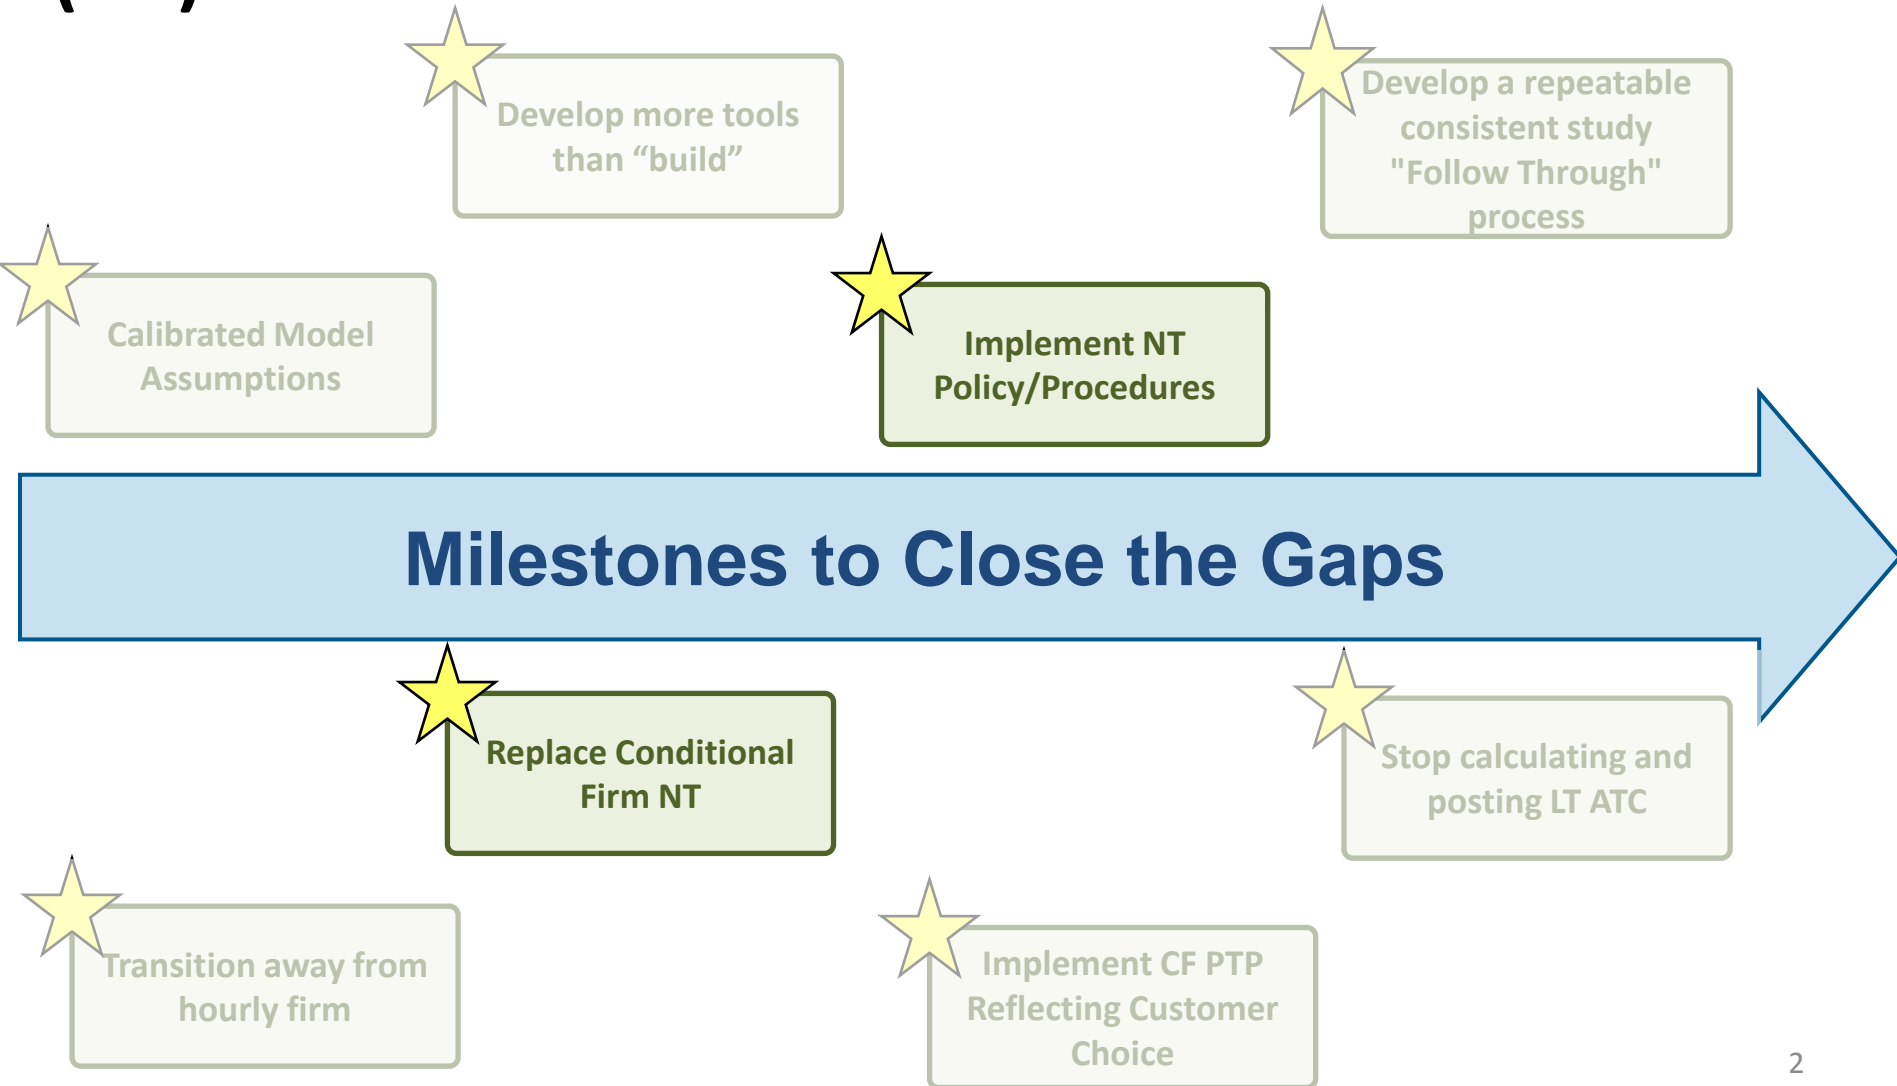 Develop more tools
than “build”
Develop a repeatable
consistent study
"Follow Through"
process
Calibrated Model
Assumptions
Implement NT
Policy/Procedures
Milestones to Close the Gaps
Replace Conditional
Firm NT
Stop calculating and
posting LT ATC
Transition away from
hourly firm
Implement CF PTP
Reflecting Customer
Choice
2